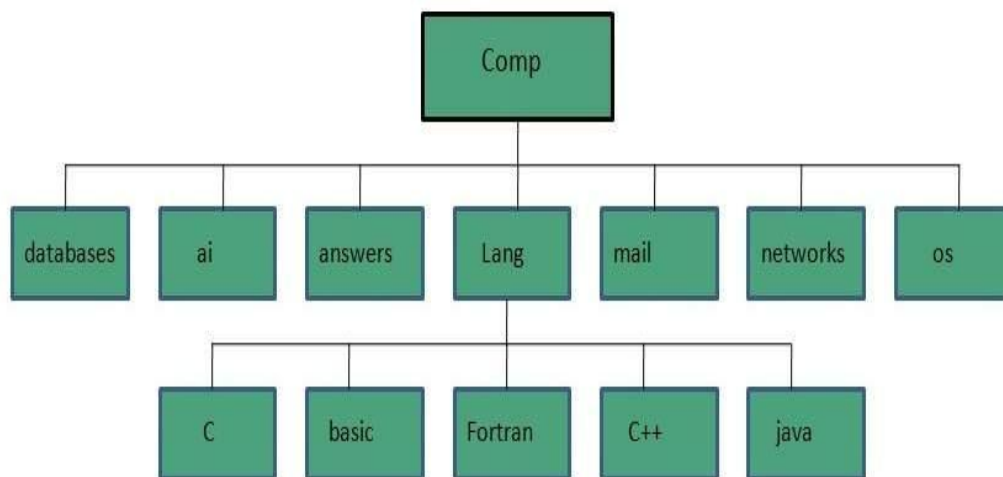 Comp
databases
ai
answers
Lang
mail
networks
os
C
basic
Fortran
C++
java